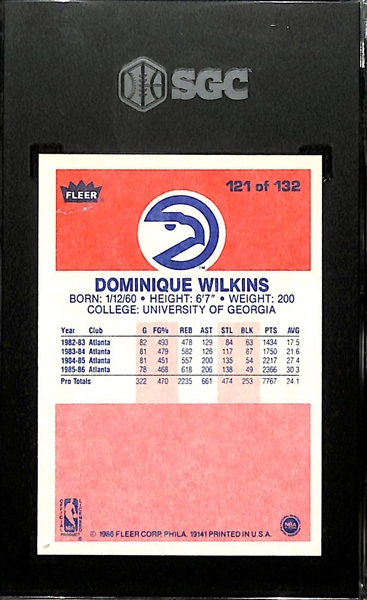 SGC
FLEER
121 of 132
TM
DOMINIQUE WILKINS
BORN: 1/12/60 • HEIGHT: 6'7" • WEIGHT: 200
COLLEGE: UNIVERSITY OF GEORGIA
Year Club G FG% REB AST STL BLK PTS AVG
1982-83 Atlanta 82 .493 478 129 84 63 1434 17.5
1983-84 Atlanta 81 .479 582 126 117 87 1750 21.6
1984-85 Atlanta 81 .451 557 200 135 54 2217 27.4
1985-86 Atlanta 78 .468 618 206 138 49 2366 30.3
Pro Totals 322 .470 2235 661 474 253 7767 24.1
NBA
© 1986 FLEER CORP. PHILA. 19141 PRINTED IN U.S.A.